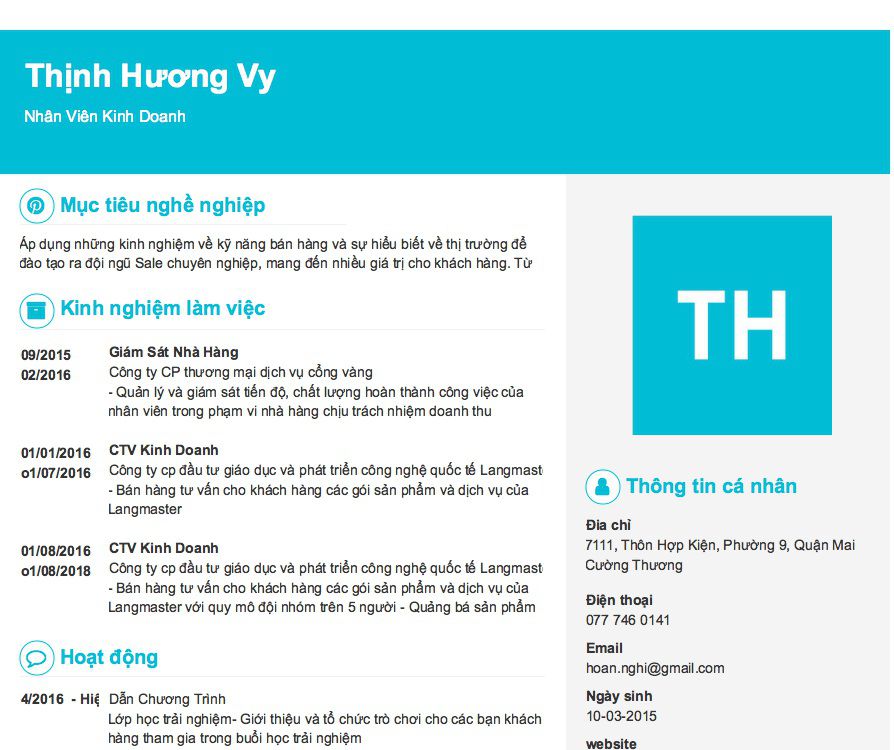 Thịnh Hương Vy
Nhân Viên Kinh Doanh
Mục tiêu nghề nghiệp
Áp dụng những kinh nghiệm về kỹ năng bán hàng và sự hiểu biết về thị trường để
đào tạo ra đội ngũ Sale chuyên nghiệp, mang đến nhiều giá trị cho khách hàng. Từ
Kinh nghiệm làm việc
09/2015
02/2016
Giám Sát Nhà Hàng
Công ty CP thương mại dịch vụ cổng vàng
- Quản lý và giám sát tiến độ, chất lượng hoàn thành công việc của
nhân viên trong phạm vi nhà hàng chịu trách nhiệm doanh thu
01/01/2016
o1/07/2016
CTV Kinh Doanh
Công ty cp đầu tư giáo dục và phát triển công nghệ quốc tế Langmast
- Bán hàng tư vấn cho khách hàng các gói sản phẩm và dịch vụ của
Langmaster
01/08/2016
o1/08/2018
CTV Kinh Doanh
Công ty cp đầu tư giáo dục và phát triển công nghệ quốc tế Langmast
- Bán hàng tư vấn cho khách hàng các gói sản phẩm và dịch vụ của
Langmaster với quy mô đội nhóm trên 5 người - Quảng bá sản phẩm
Hoạt động
4/2016 - Hiệ
Dẫn Chương Trình
Lớp học trải nghiệm- Giới thiệu và tổ chức trò chơi cho các bạn khách
hàng tham gia trong buổi học trải nghiệm
TH
Thông tin cá nhân
Địa chỉ
7111, Thôn Hợp Kiện, Phường 9, Quận Mai
Cường Thương
Điện thoại
077 746 0141
Email
hoan.nghi@gmail.com
Ngày sinh
10-03-2015
website